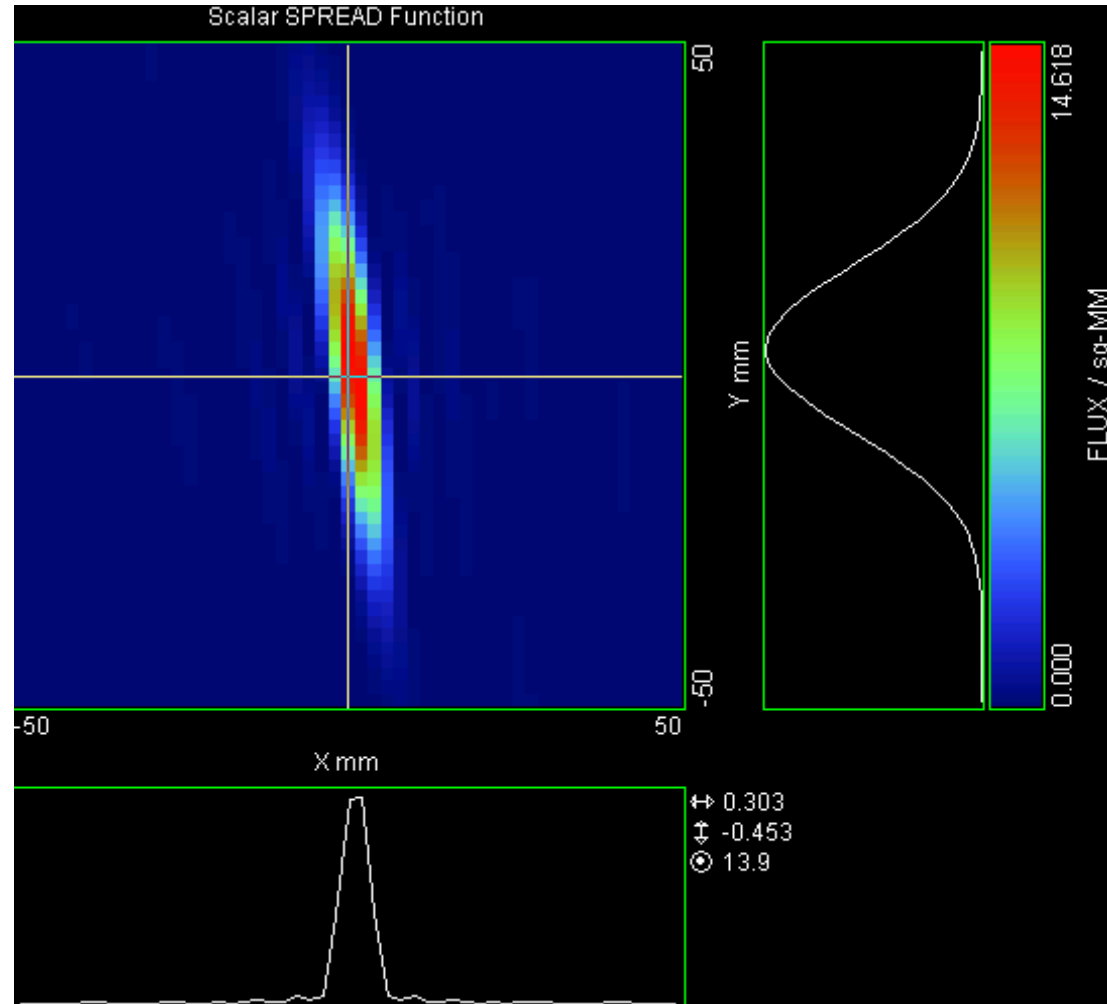 Scalar SPREAD Function
50
Y mm
-50
14.618
FLUX / sq-MM
0.000
-50
50
X mm
0.303
-0.453
13.9